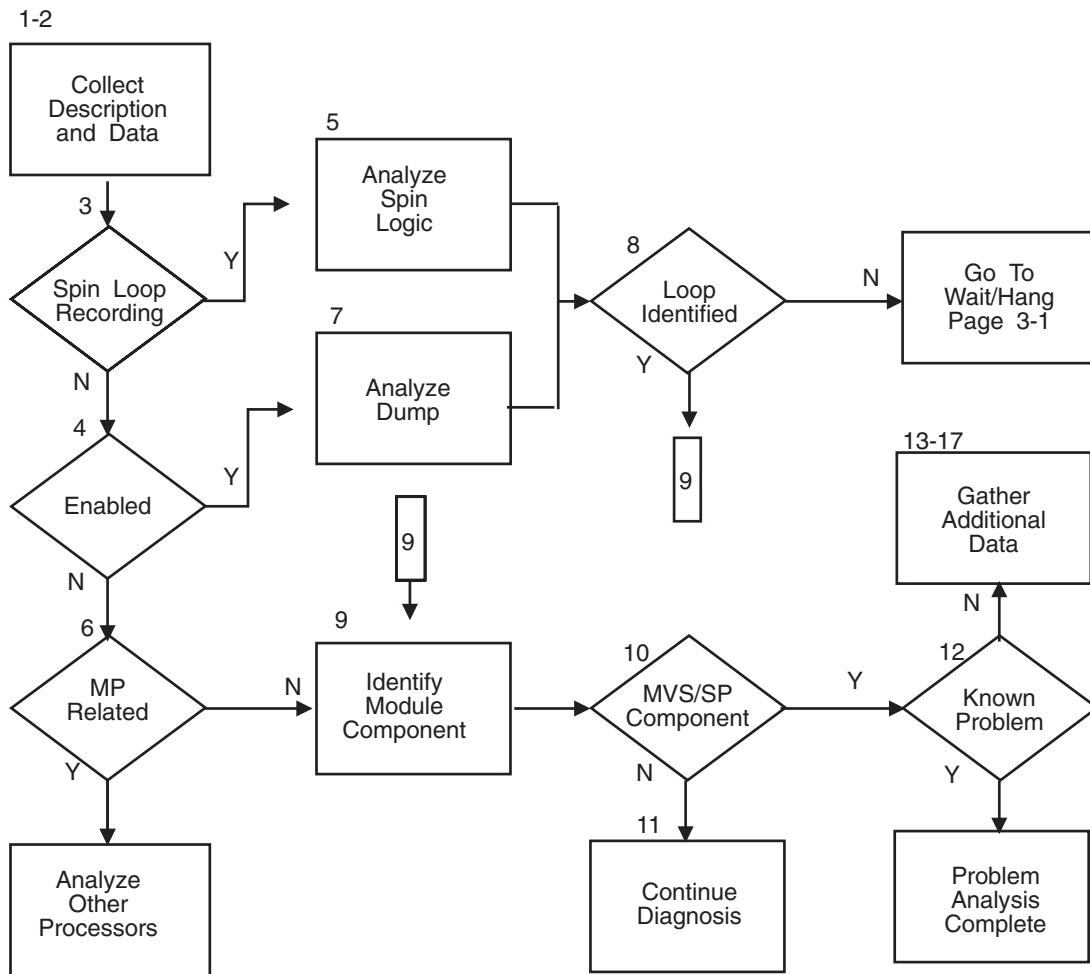 1-2
Collect
Description
and Data
3
Spin Loop
Recording
Y
N
5
Analyze
Spin
Logic
4
Enabled
Y
N
7
Analyze
Dump
8
Loop
Identified
N
Y
Go To
Wait/Hang
Page 3-1
9
9
6
MP
Related
N
Y
Analyze
Other
Processors
9
Identify
Module
Component
10
MVS/SP
Component
Y
N
11
Continue
Diagnosis
12
Known
Problem
N
Y
13-17
Gather
Additional
Data
Problem
Analysis
Complete